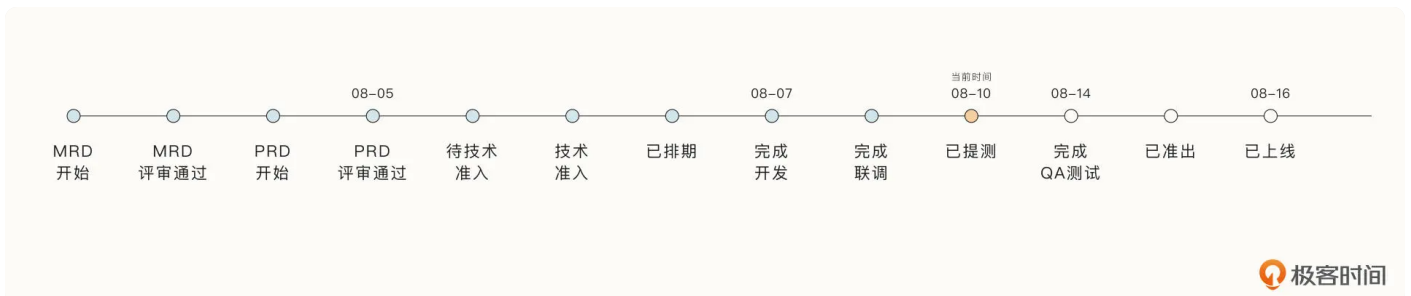 当前时间
08-05
08-07
08-10
08-14
08-16
MRD
开始
MRD
评审通过
PRD
开始
PRD
评审通过
待技术
准入
技术
准入
已排期
完成
开发
完成
联调
已提测
完成
QA测试
已准出
已上线
极客时间